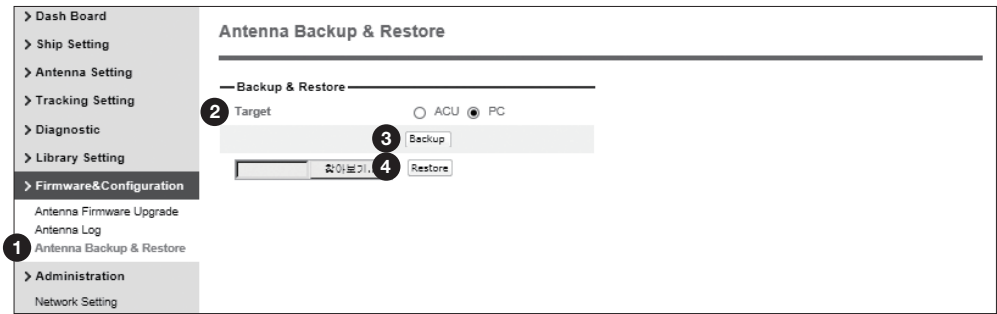 Dash Board
Ship Setting
Antenna Setting
Tracking Setting
Diagnostic
Library Setting
Firmware&Configuration
Antenna Firmware Upgrade
Antenna Log
1 Antenna Backup & Restore
Administration
Network Setting
Antenna Backup & Restore
Backup & Restore
2 Target ACU PC
3 Backup
찾아보기.. 4 Restore